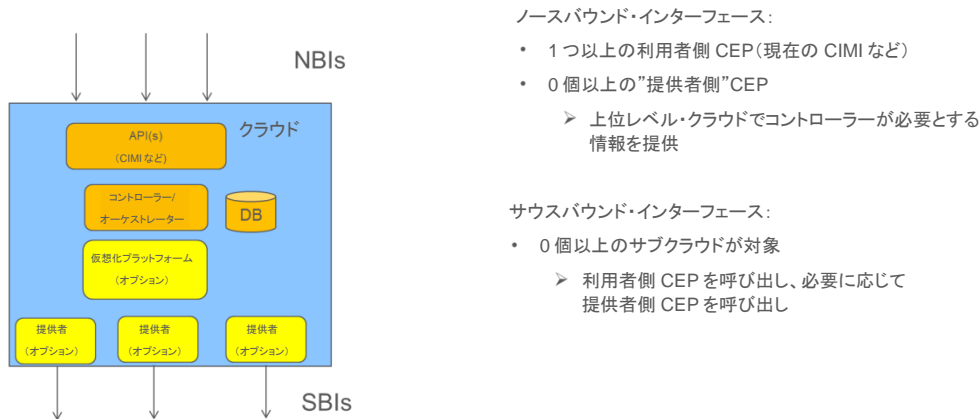 NBIs
クラウド
API(s)
(CIMI など)
コントローラー/
オーケストレーター
DB
仮想化プラットフォーム
(オプション)
提供者
(オプション)
提供者
(オプション)
提供者
(オプション)
SBIs
ノースバウンド・インターフェース:
• 1 つ以上の利用者側 CEP(現在の CIMI など)
• 0 個以上の”提供者側”CEP
➢ 上位レベル・クラウドでコントローラーが必要とする
情報を提供
サウスバウンド・インターフェース:
• 0 個以上のサブクラウドが対象
➢ 利用者側 CEP を呼び出し、必要に応じて
提供者側 CEP を呼び出し